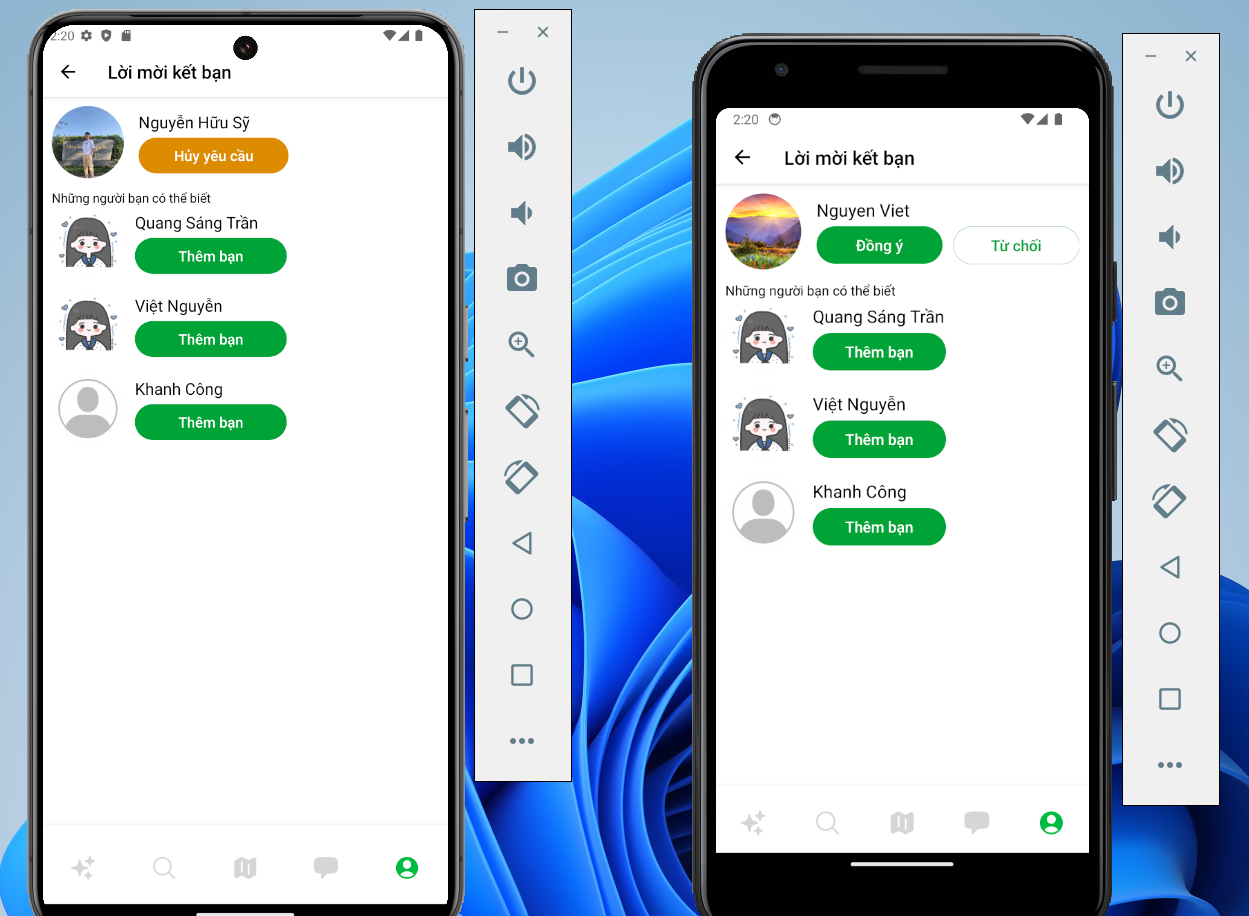 2:20
Lời mời kết bạn
Nguyễn Hữu Sỹ
Hủy yêu cầu
Những người bạn có thể biết
Quang Sáng Trần
Thêm bạn
Việt Nguyễn
Thêm bạn
Khanh Công
Thêm bạn
2:20
Lời mời kết bạn
Nguyen Viet
Đồng ý
Từ chối
Những người bạn có thể biết
Quang Sáng Trần
Thêm bạn
Việt Nguyễn
Thêm bạn
Khanh Công
Thêm bạn